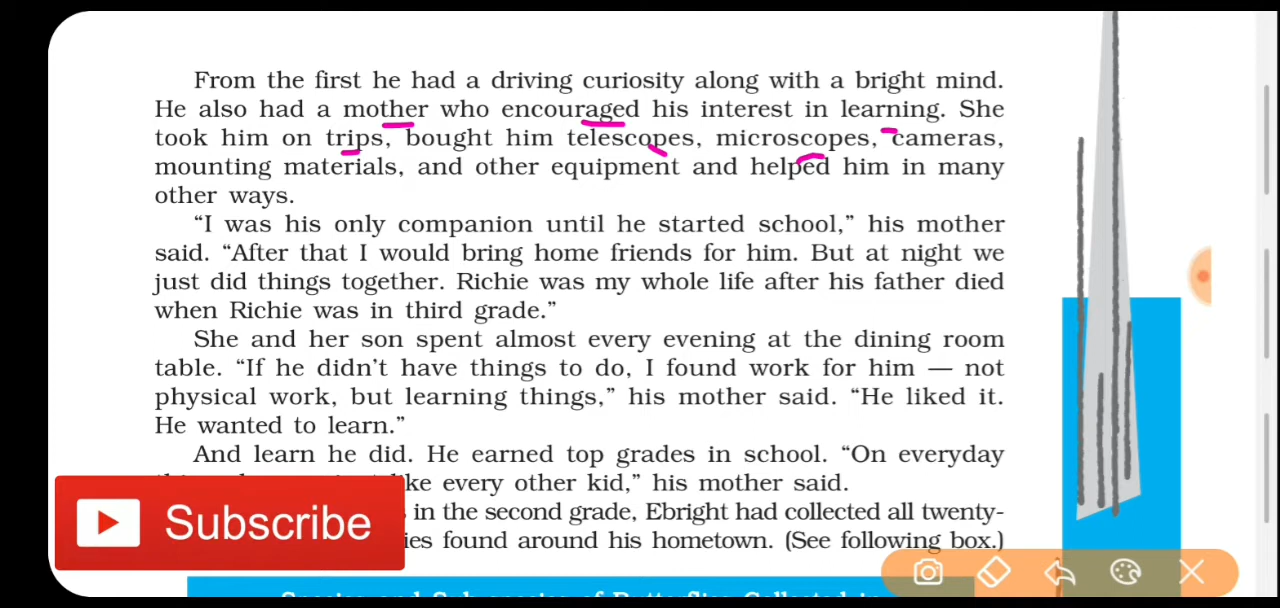 From the first he had a driving curiosity along with a bright mind.
He also had a mother who encouraged his interest in learning. She
took him on trips, bought him telescopes, microscopes, cameras,
mounting materials, and other equipment and helped him in many
other ways.
“I was his only companion until he started school,” his mother
said. “After that I would bring home friends for him. But at night we
just did things together. Richie was my whole life after his father died
when Richie was in third grade.”
She and her son spent almost every evening at the dining room
table. “If he didn’t have things to do, I found work for him — not
physical work, but learning things,” his mother said. “He liked it.
He wanted to learn.”
And learn he did. He earned top grades in school. “On everyday
every other kid,” his mother said.
in the second grade, Ebright had collected all twenty-
found around his hometown. (See following box.)
Subscribe